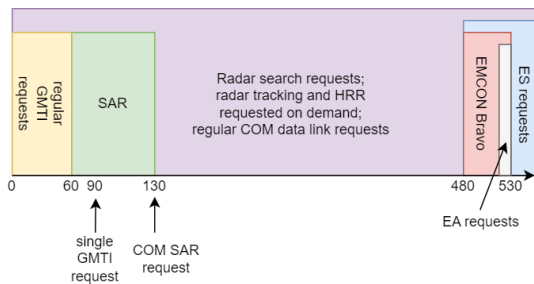 regular
GMTI
requests
SAR
Radar search requests;
radar tracking and HRR
requested on demand;
regular COM data link requests
EMCON Bravo
ES requests
0
60
90
130
480
530
single
GMTI
request
COM SAR
request
EA requests